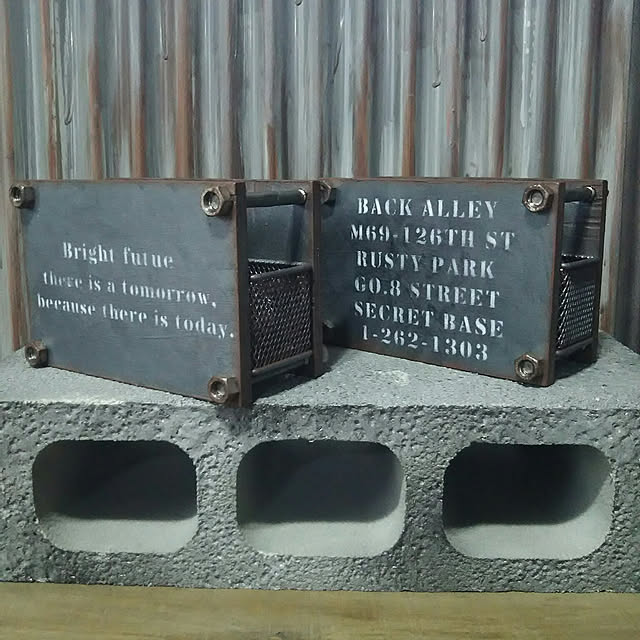 Bright futue
there is a tomorrow,
because there is today.
BACK ALLEY
M69-126TH ST
RUSTY PARK
GO.8 STREET
SECRET BASE
1-262-1303